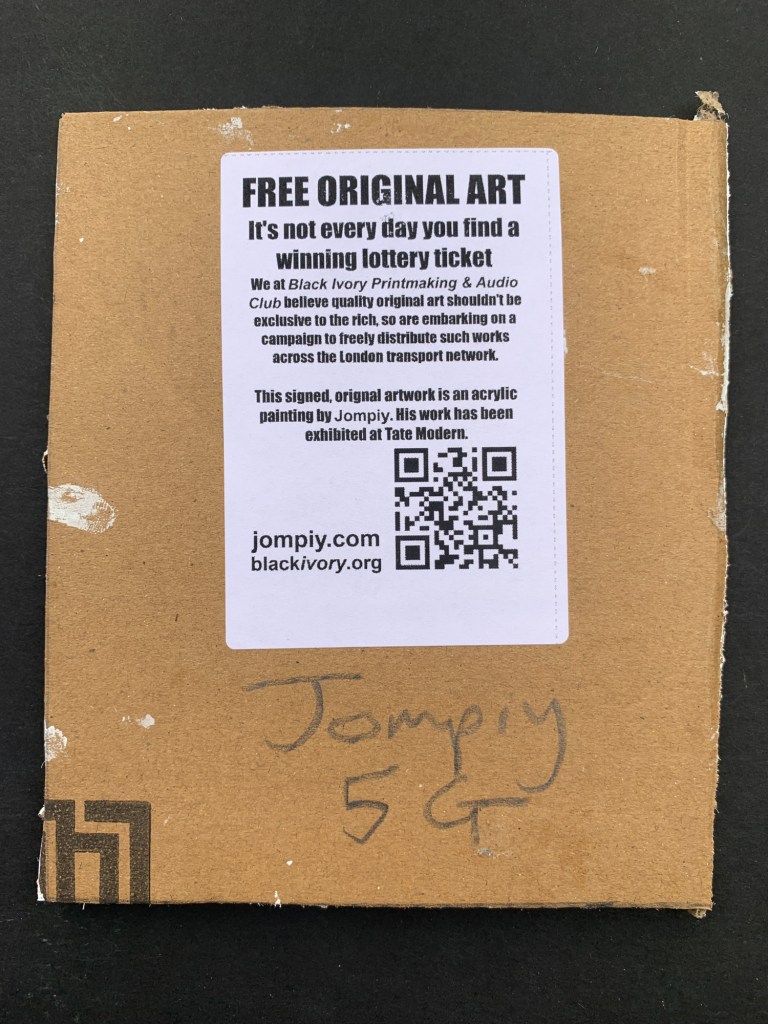 FREE ORIGINAL ART
It's not every day you find a
winning lottery ticket
We at Black Ivory Printmaking & Audio
Club believe quality original art shouldn't be
exclusive to the rich, so are embarking on a
campaign to freely distribute such works
across the London transport network.
This signed, orignal artwork is an acrylic
painting by Jompiy. His work has been
exhibited at Tate Modern.
jompiy.com
blackivory.org
Jompiy
5G